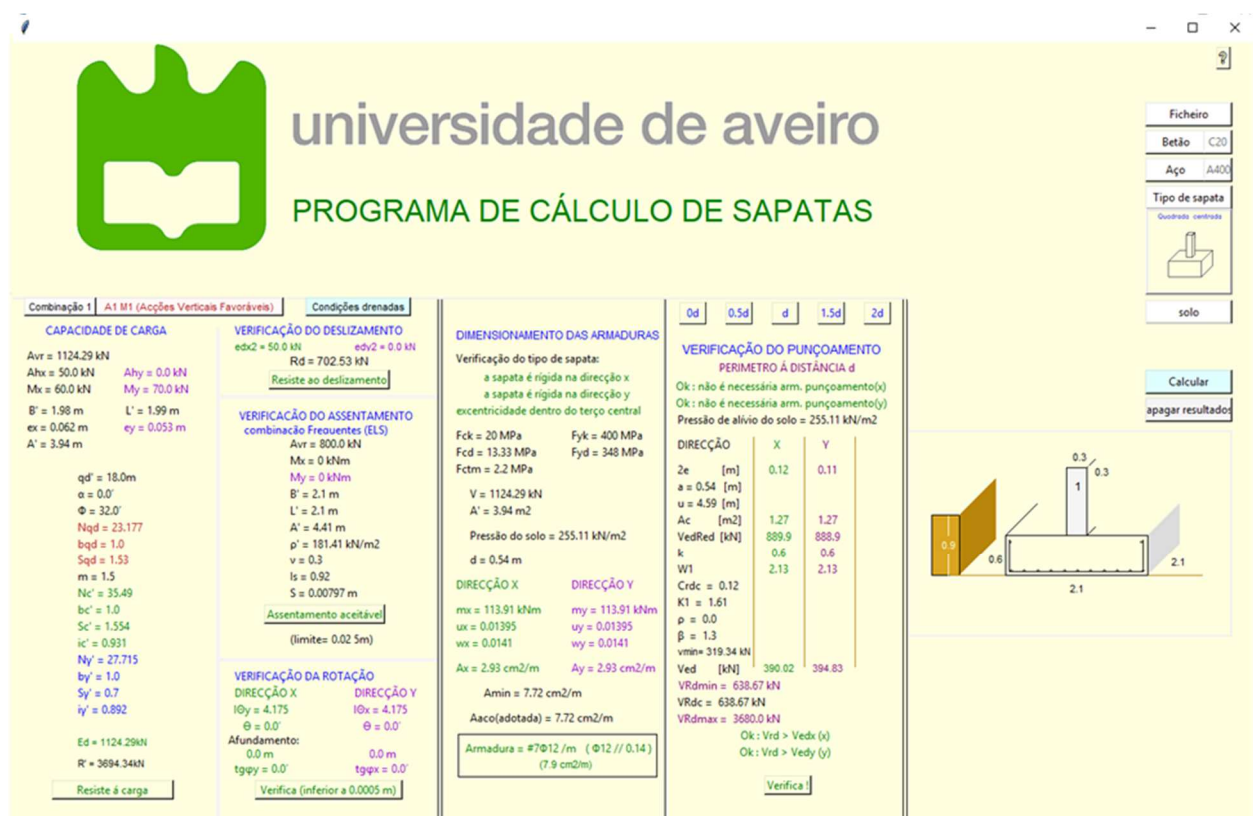 universidade de aveiro
PROGRAMA DE CÁLCULO DE SAPATAS
?
Ficheiro
Betão C20
Aço A400
Tipo de sapata
Quadrada centrada
solo
Calcular
apagar resultados
Combinação 1 A1 M1 (Acções Verticais Favoráveis) Condições drenadas
CAPACIDADE DE CARGA
Avr = 1124.29 kN
Ahx = 50.0 kN Ahy = 0.0 kN
Mx = 60.0 kN My = 70.0 kN
B' = 1.98 m L' = 1.99 m
ex = 0.062 m ey = 0.053 m
A' = 3.94 m
qd' = 18.0m
α = 0.0'
Φ = 32.0'
Nqd = 23.177
bqd = 1.0
Sqd = 1.53
m = 1.5
Nc' = 35.49
bc' = 1.0
Sc' = 1.554
ic' = 0.931
Ny' = 27.715
by' = 1.0
Sy' = 0.7
iy' = 0.892
Ed = 1124.29kN
R' = 3694.34kN
Resiste á carga
VERIFICAÇÃO DO DESLIZAMENTO
edx2 = 50.0 kN edv2 = 0.0 kN
Rd = 702.53 kN
Resiste ao deslizamento
VERIFICACÃO DO ASSENTAMENTO
combinacão Frequentes (ELS)
Avr = 800.0 kN
Mx = 0 kNm
My = 0 kNm
B' = 2.1 m
L' = 2.1 m
A' = 4.41 m
ρ' = 181.41 kN/m2
v = 0.3
Is = 0.92
S = 0.00797 m
Assentamento aceitável
(limite= 0.02 5m)
VERIFICAÇÃO DA ROTAÇÃO
DIRECÇÃO X DIRECÇÃO Y
IΘy = 4.175 IΘx = 4.175
Θ = 0.0' Θ = 0.0'
Afundamento:
0.0 m 0.0 m
tgφy = 0.0' tgφx = 0.0'
Verifica (inferior a 0.0005 m)
DIMENSIONAMENTO DAS ARMADURAS
Verificação do tipo de sapata:
a sapata é rígida na direcção x
a sapata é rígida na direcção y
excentricidade dentro do terço central
Fck = 20 MPa Fyk = 400 MPa
Fcd = 13.33 MPa Fyd = 348 MPa
Fctm = 2.2 MPa
V = 1124.29 kN
A' = 3.94 m2
Pressão do solo = 255.11 kN/m2
d = 0.54 m
DIRECÇÃO X DIRECÇÃO Y
mx = 113.91 kNm my = 113.91 kNm
ux = 0.01395 uy = 0.01395
wx = 0.0141 wy = 0.0141
Ax = 2.93 cm2/m Ay = 2.93 cm2/m
Amin = 7.72 cm2/m
Aaco(adotada) = 7.72 cm2/m
Armadura = #7Φ12 /m ( Φ12 // 0.14 )
(7.9 cm2/m)
0d 0.5d d 1.5d 2d
VERIFICAÇÃO DO PUNÇOAMENTO
PERIMETRO Á DISTÂNCIA d
Ok : não é necessária arm. punçoamento(x)
Ok : não é necessária arm. punçoamento(y)
Pressão de alívio do solo = 255.11 kN/m2
DIRECÇÃO X Y
2e [m] 0.12 0.11
a = 0.54 [m]
u = 4.59 [m]
Ac [m2] 1.27 1.27
VedRed [kN] 889.9 888.9
k 0.6 0.6
W1 2.13 2.13
Crdc = 0.12
K1 = 1.61
ρ = 0.0
β = 1.3
vmin= 319.34 kN
Ved [kN] 390.02 394.83
VRdmin = 638.67 kN
VRdc = 638.67 kN
VRdmax = 3680.0 kN
Ok : Vrd > Vedx (x)
Ok : Vrd > Vedy (y)
Verifica !
0.3
0.3
1
0.9
0.6
2.1
2.1